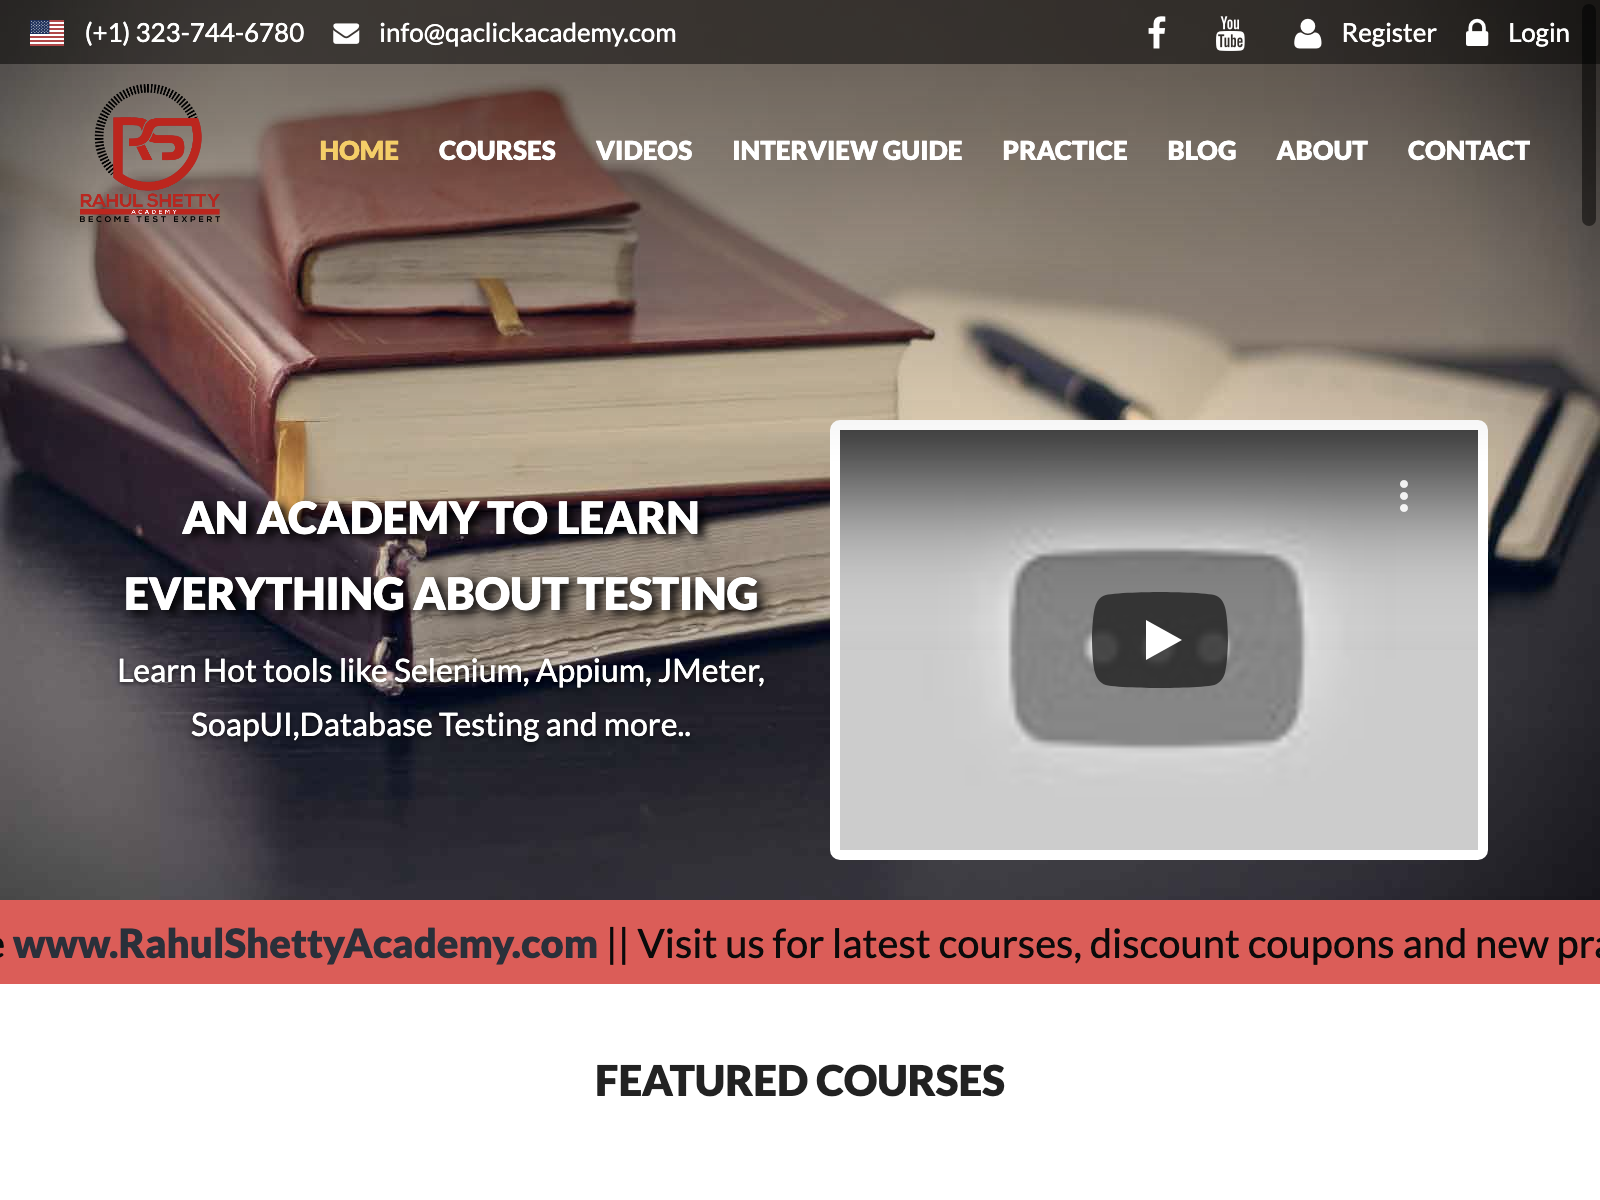 (+1) 323-744-6780 info@qaclickacademy.com You Tube Register Login
RS
RAHUL SHETTY
ACADEMY
BECOME TEST EXPERT
HOME COURSES VIDEOS INTERVIEW GUIDE PRACTICE BLOG ABOUT CONTACT
AN ACADEMY TO LEARN
EVERYTHING ABOUT TESTING
Learn Hot tools like Selenium, Appium, JMeter,
SoapUI,Database Testing and more..
www.RahulShettyAcademy.com || Visit us for latest courses, discount coupons and new
FEATURED COURSES